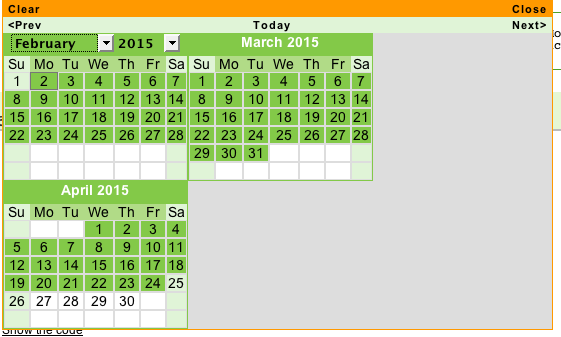 Clear Close
<Prev Today Next>
February 2015 March 2015
Su Mo Tu We Th Fr Sa Su Mo Tu We Th Fr Sa
1 2 3 4 5 6 7 1 2 3 4 5 6 7
8 9 10 11 12 13 14 8 9 10 11 12 13 14
15 16 17 18 19 20 21 15 16 17 18 19 20 21
22 23 24 25 26 27 28 22 23 24 25 26 27 28
29 30 31
April 2015
Su Mo Tu We Th Fr Sa
1 2 3 4
5 6 7 8 9 10 11
12 13 14 15 16 17 18
19 20 21 22 23 24 25
26 27 28 29 30
Show the code